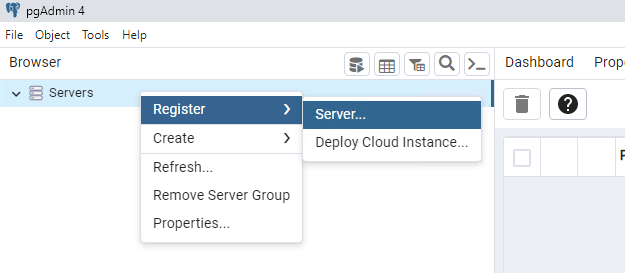 pgAdmin 4
File Object Tools Help
Browser
Dashboard Prope
Servers
Register
Server...
Create
Deploy Cloud Instance...
Refresh...
Remove Server Group
Properties...